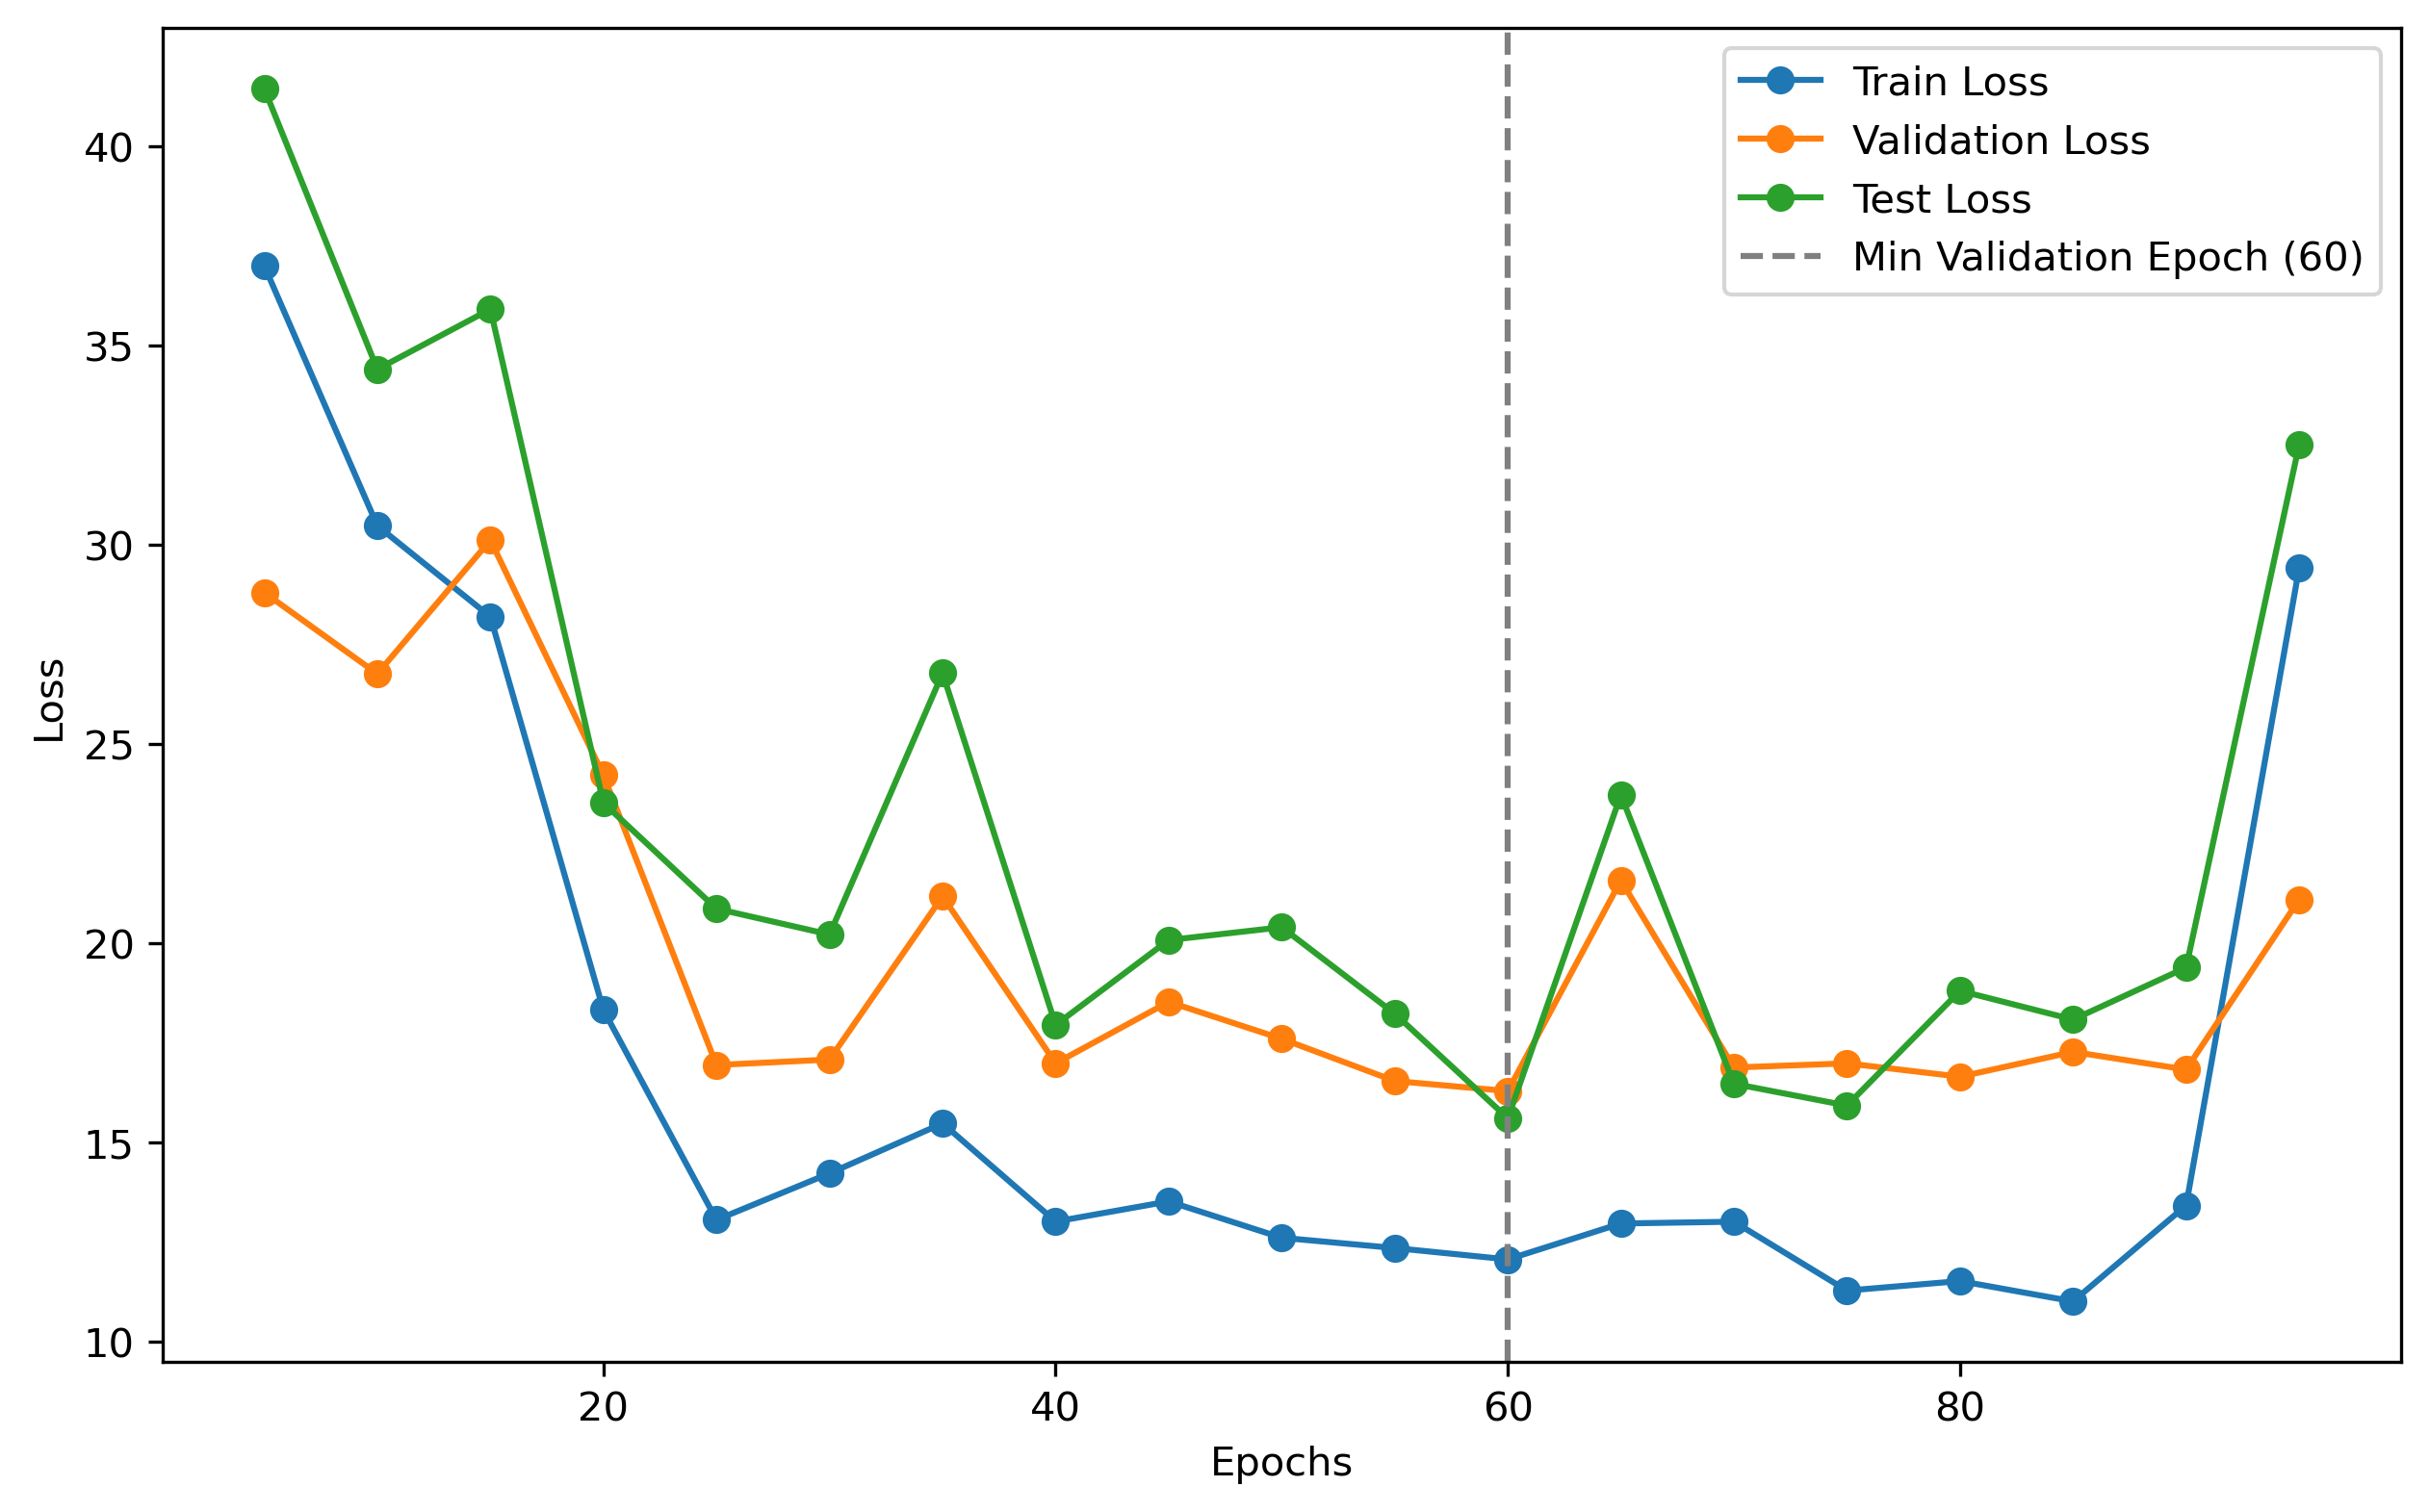 Train Loss
Validation Loss
Test Loss
Min Validation Epoch (60)
Loss
40
35
30
25
20
15
10
20 40 60 80
Epochs